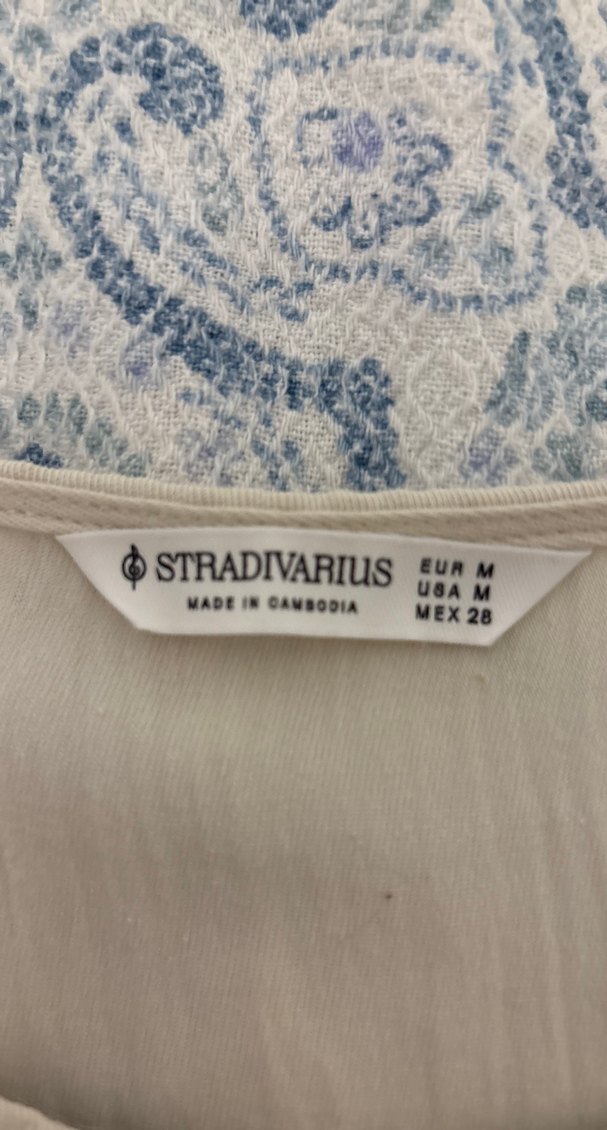 STRADIVARIUS
MADE IN CAMBODIA
EUR M
USA M
MEX 28